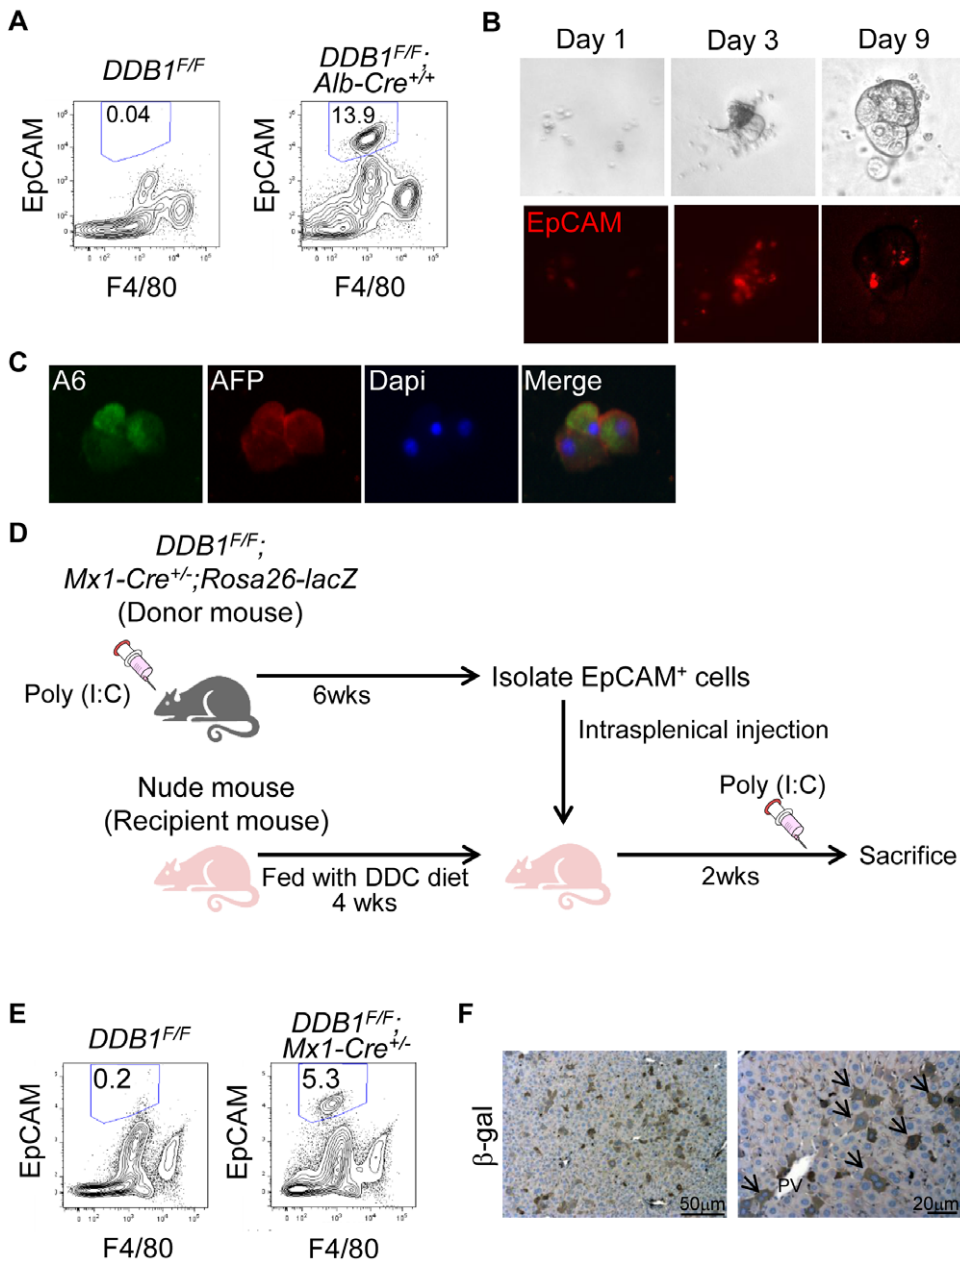 A
DDB1F/F
DDB1F/F;
Alb-Cre+/+
0.04
13.9
EpCAM
EpCAM
F4/80
F4/80
B
Day 1
Day 3
Day 9
EpCAM
C
A6
AFP
Dapi
Merge
D
DDB1F/F;
Mx1-Cre+/-;Rosa26-lacZ
(Donor mouse)
Poly (I:C)
6wks
Isolate EpCAM+ cells
Intrasplenical injection
Nude mouse
(Recipient mouse)
Fed with DDC diet
4 wks
Poly (I:C)
2wks
Sacrifice
E
DDB1F/F
DDB1F/F;
Mx1-Cre+/-
0.2
5.3
EpCAM
EpCAM
F4/80
F4/80
F
β-gal
50μm
PV
20μm